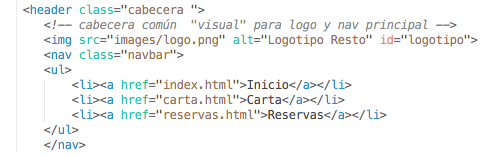 <header class="cabecera ">
<!-- cabecera común  "visual" para logo y nav principal -->
<img src="images/logo.png" alt="Logotipo Resto" id="logotipo">
<nav class="navbar">
<ul>
<li><a href="index.html">Inicio</a></li>
<li><a href="carta.html">Carta</a></li>
<li><a href="reservas.html">Reservas</a></li>
</ul>
</nav>